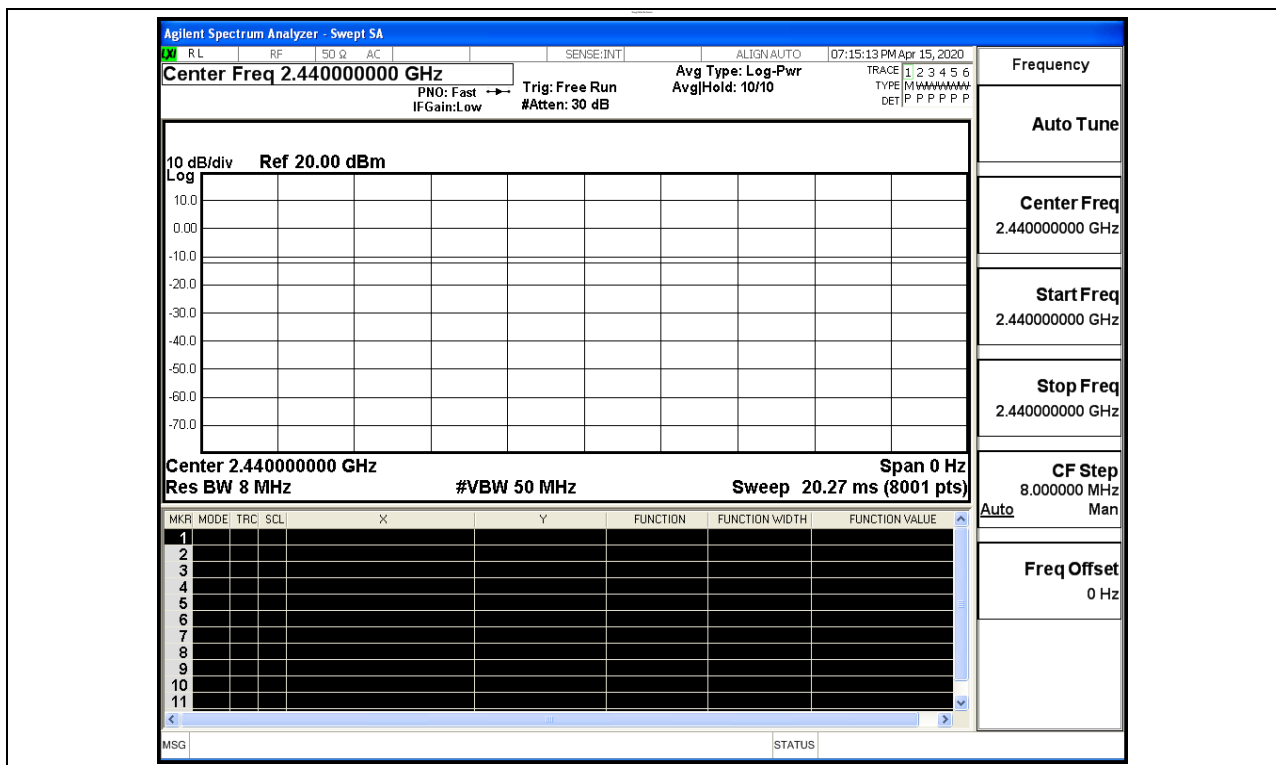 Agilent Spectrum Analyzer - Swept SA
LXI RL RF 50 Ω AC SENSE:INT ALIGN AUTO 07:15:13 PM Apr 15, 2020
Center Freq 2.440000000 GHz
PNO: Fast
IFGain:Low
Trig: Free Run
#Atten: 30 dB
Avg Type: Log-Pwr
Avg|Hold: 10/10
TRACE 1 2 3 4 5 6
TYPE M W W W W W
DET P P P P P P
10 dB/div Ref 20.00 dBm
Log
10.0
0.00
-10.0
-20.0
-30.0
-40.0
-50.0
-60.0
-70.0
Center 2.440000000 GHz Span 0 Hz
Res BW 8 MHz #VBW 50 MHz Sweep 20.27 ms (8001 pts)
MKR MODE TRC SCL X Y FUNCTION FUNCTION WIDTH FUNCTION VALUE
1
2
3
4
5
6
7
8
9
10
11
MSG STATUS
Frequency
Auto Tune
Center Freq
2.440000000 GHz
Start Freq
2.440000000 GHz
Stop Freq
2.440000000 GHz
CF Step
8.000000 MHz
Auto Man
Freq Offset
0 Hz